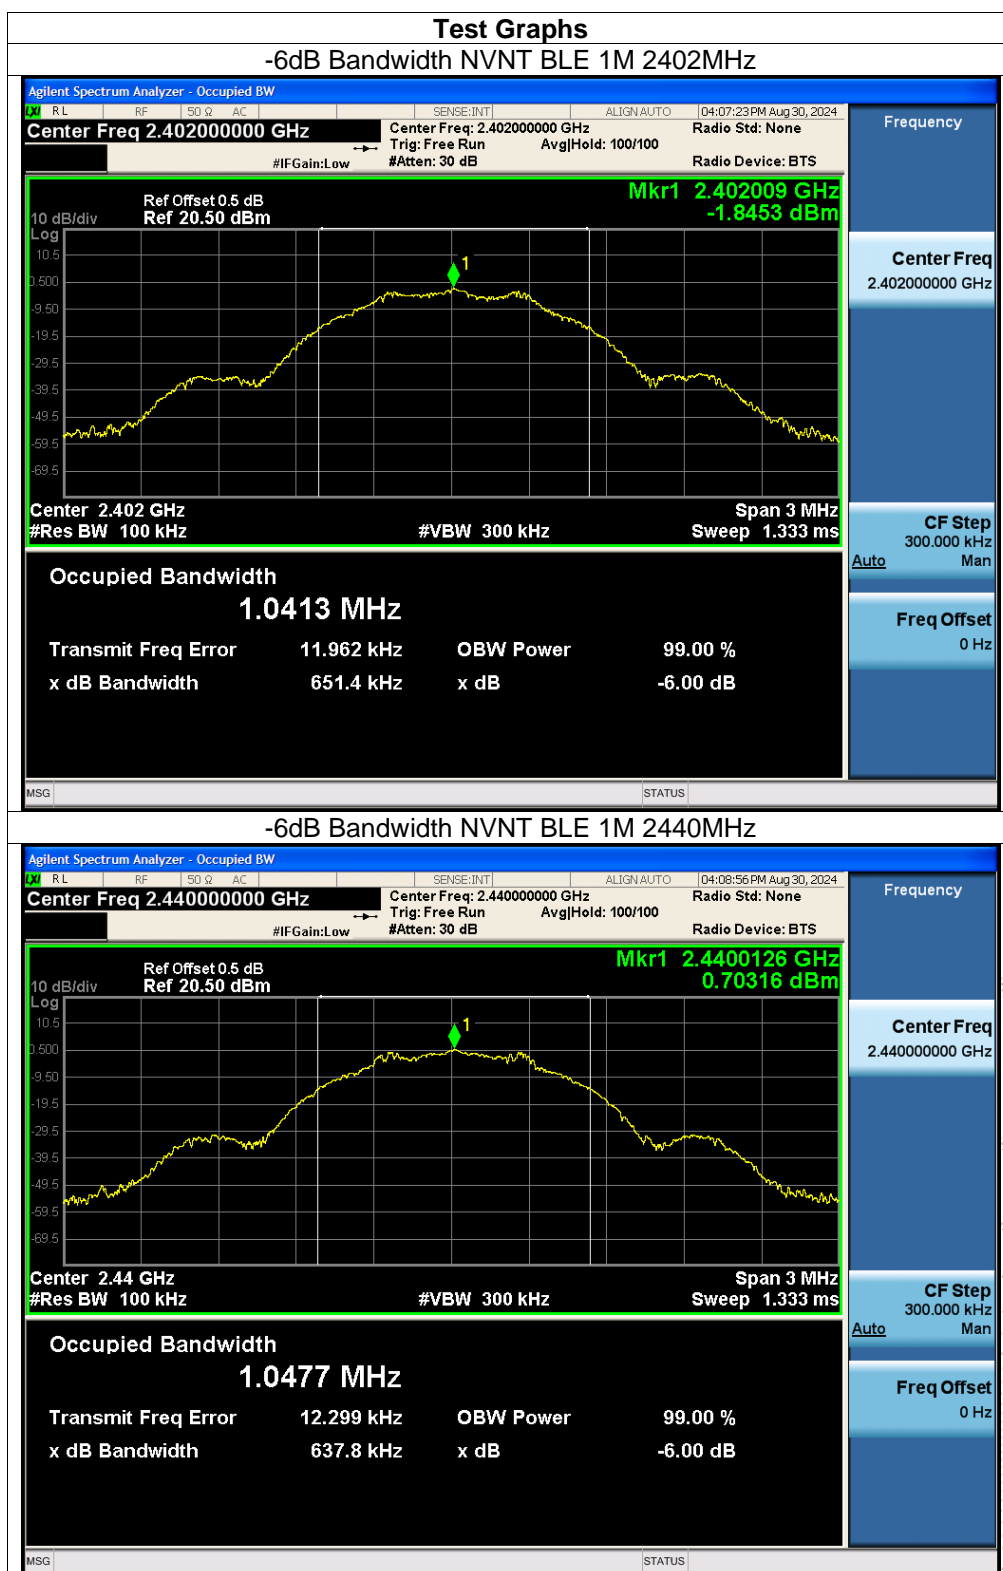 Test Graphs
-6dB Bandwidth NVNT BLE 1M 2402MHz
Agilent Spectrum Analyzer - Occupied BW
LXI RL RF 50 Ω AC SENSE:INT ALIGN AUTO 04:07:23 PM Aug 30, 2024
Center Freq 2.402000000 GHz Center Freq: 2.402000000 GHz Radio Std: None Frequency
Trig: Free Run Avg|Hold: 100/100
#IFGain:Low #Atten: 30 dB Radio Device: BTS
Mkr1 2.402009 GHz
Ref Offset 0.5 dB
10 dB/div Ref 20.50 dBm -1.8453 dBm
Log
10.5
0.500
-9.50
-19.5
-29.5
-39.5
-49.5
-59.5
-69.5
1
Center Freq
2.402000000 GHz
Center 2.402 GHz Span 3 MHz
#Res BW 100 kHz #VBW 300 kHz Sweep 1.333 ms
CF Step
300.000 kHz
Auto Man
Occupied Bandwidth
1.0413 MHz
Freq Offset
0 Hz
Transmit Freq Error 11.962 kHz OBW Power 99.00 %
x dB Bandwidth 651.4 kHz x dB -6.00 dB
MSG STATUS
-6dB Bandwidth NVNT BLE 1M 2440MHz
Agilent Spectrum Analyzer - Occupied BW
LXI RL RF 50 Ω AC SENSE:INT ALIGN AUTO 04:08:56 PM Aug 30, 2024
Center Freq 2.440000000 GHz Center Freq: 2.440000000 GHz Radio Std: None Frequency
Trig: Free Run Avg|Hold: 100/100
#IFGain:Low #Atten: 30 dB Radio Device: BTS
Mkr1 2.4400126 GHz
Ref Offset 0.5 dB
10 dB/div Ref 20.50 dBm 0.70316 dBm
Log
10.5
0.500
-9.50
-19.5
-29.5
-39.5
-49.5
-59.5
-69.5
1
Center Freq
2.440000000 GHz
Center 2.44 GHz Span 3 MHz
#Res BW 100 kHz #VBW 300 kHz Sweep 1.333 ms
CF Step
300.000 kHz
Auto Man
Occupied Bandwidth
1.0477 MHz
Freq Offset
0 Hz
Transmit Freq Error 12.299 kHz OBW Power 99.00 %
x dB Bandwidth 637.8 kHz x dB -6.00 dB
MSG STATUS